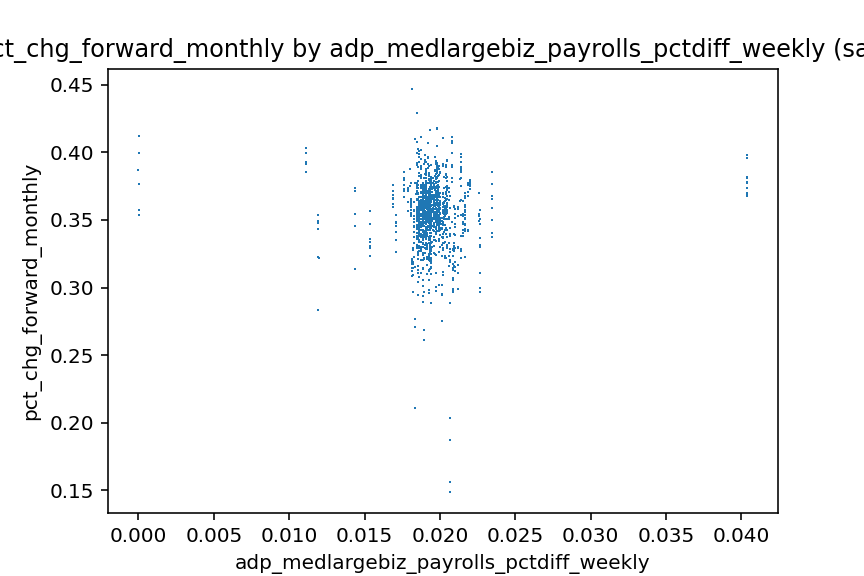 ct_chg_forward_monthly by adp_medlargebiz_payrolls_pctdiff_weekly (sa
0.45
0.40
0.35
0.30
0.25
0.20
0.15
pct_chg_forward_monthly
0.000 0.005 0.010 0.015 0.020 0.025 0.030 0.035 0.040
adp_medlargebiz_payrolls_pctdiff_weekly